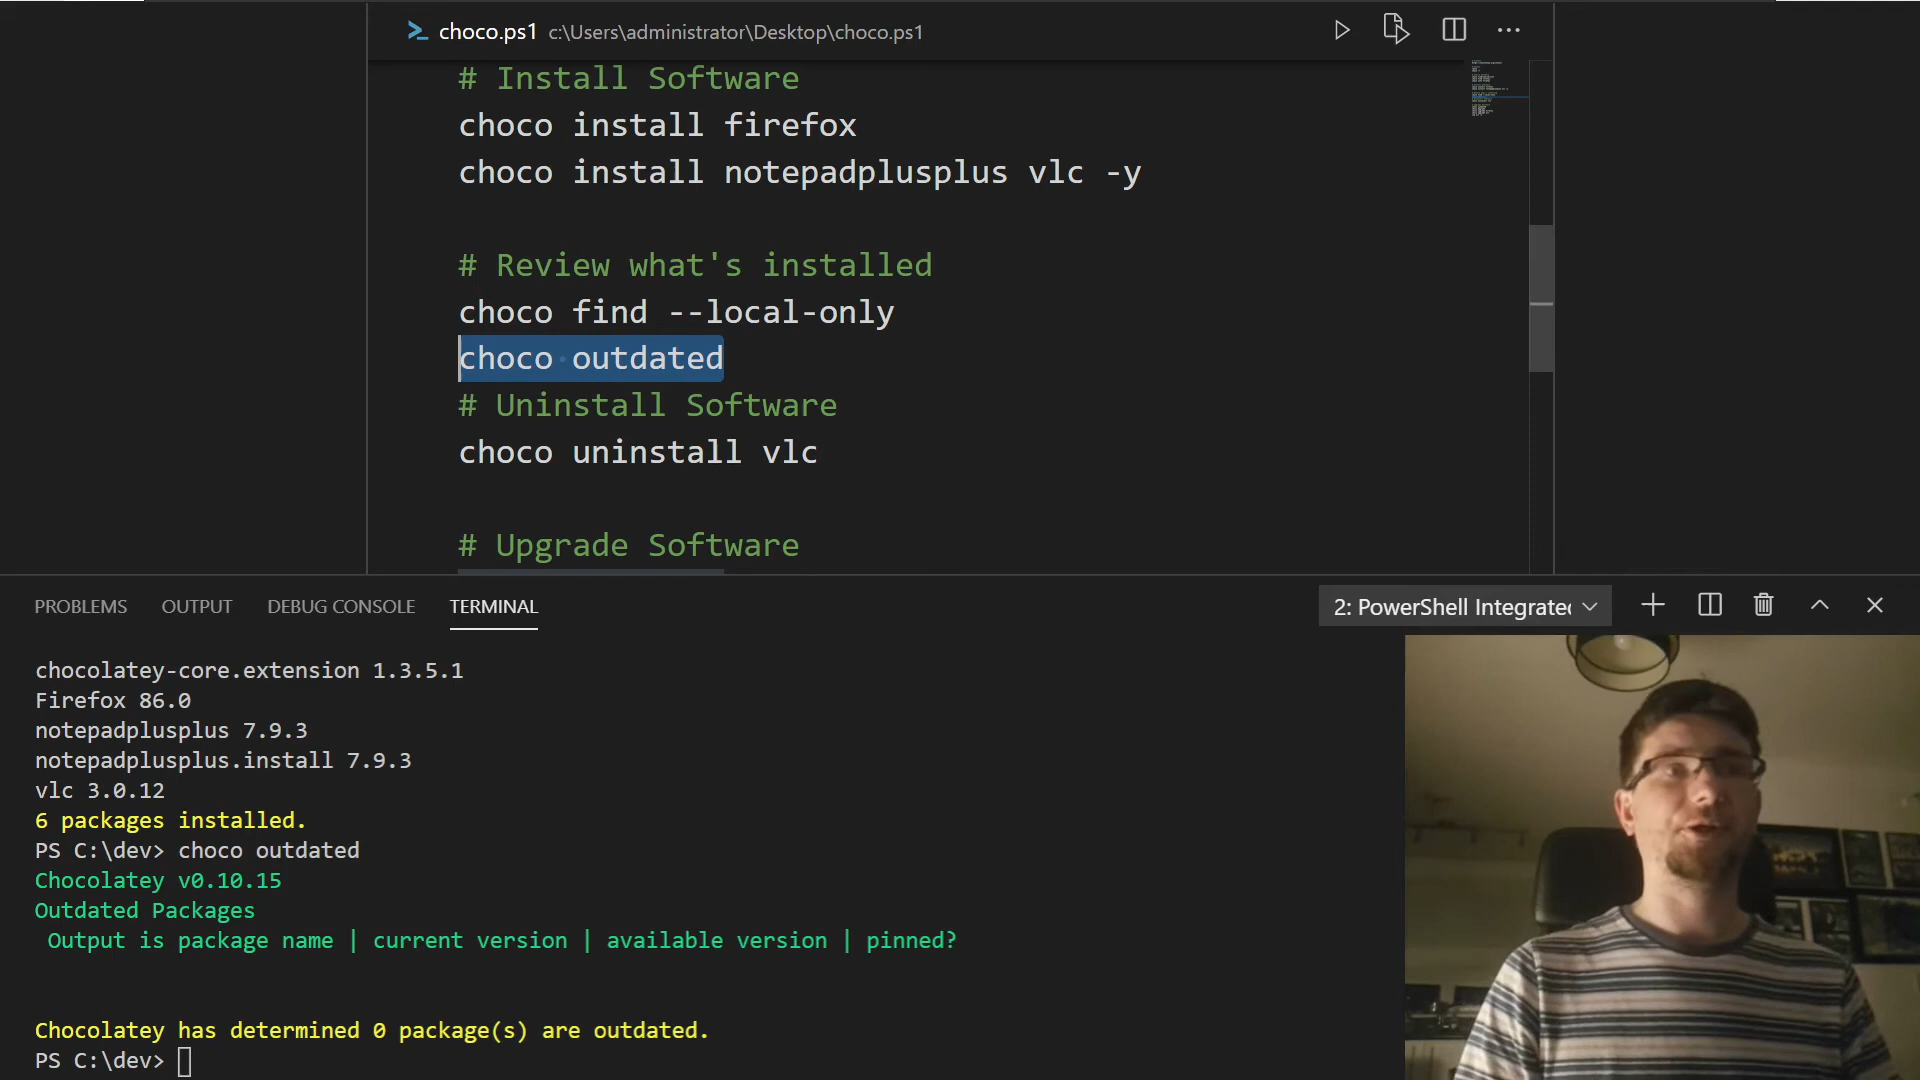 choco.ps1 c:\Users\administrator\Desktop\choco.ps1
# Install Software
choco install firefox
choco install notepadplusplus vlc -y
# Review what's installed
choco find --local-only
choco outdated
# Uninstall Software
choco uninstall vlc
# Upgrade Software
PROBLEMS OUTPUT DEBUG CONSOLE TERMINAL 2: PowerShell Integrated
chocolatey-core.extension 1.3.5.1
Firefox 86.0
notepadplusplus 7.9.3
notepadplusplus.install 7.9.3
vlc 3.0.12
6 packages installed.
PS C:\dev> choco outdated
Chocolatey v0.10.15
Outdated Packages
Output is package name | current version | available version | pinned?
Chocolatey has determined 0 package(s) are outdated.
PS C:\dev>